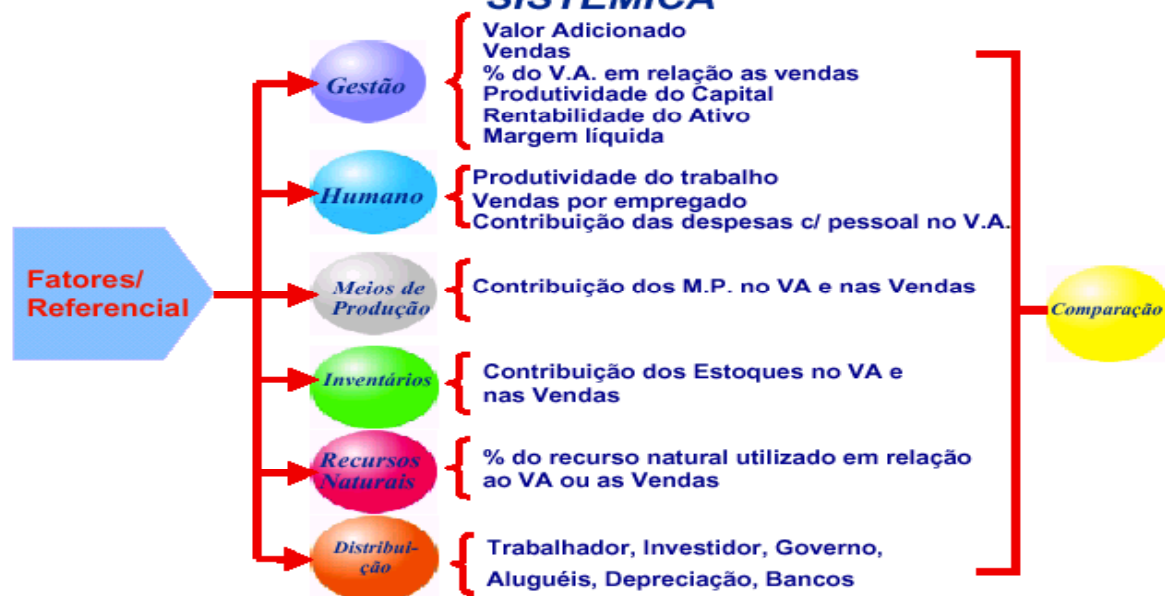 SISTÊMICA
Fatores/
Referencial
Gestão
Valor Adicionado
Vendas
% do V.A. em relação as vendas
Produtividade do Capital
Rentabilidade do Ativo
Margem líquida
Humano
Produtividade do trabalho
Vendas por empregado
Contribuição das despesas c/ pessoal no V.A.
Meios de
Produção
Contribuição dos M.P. no VA e nas Vendas
Inventários
Contribuição dos Estoques no VA e
nas Vendas
Recursos
Naturais
% do recurso natural utilizado em relação
ao VA ou as Vendas
Distribui-
ção
Trabalhador, Investidor, Governo,
Aluguéis, Depreciação, Bancos
Comparação